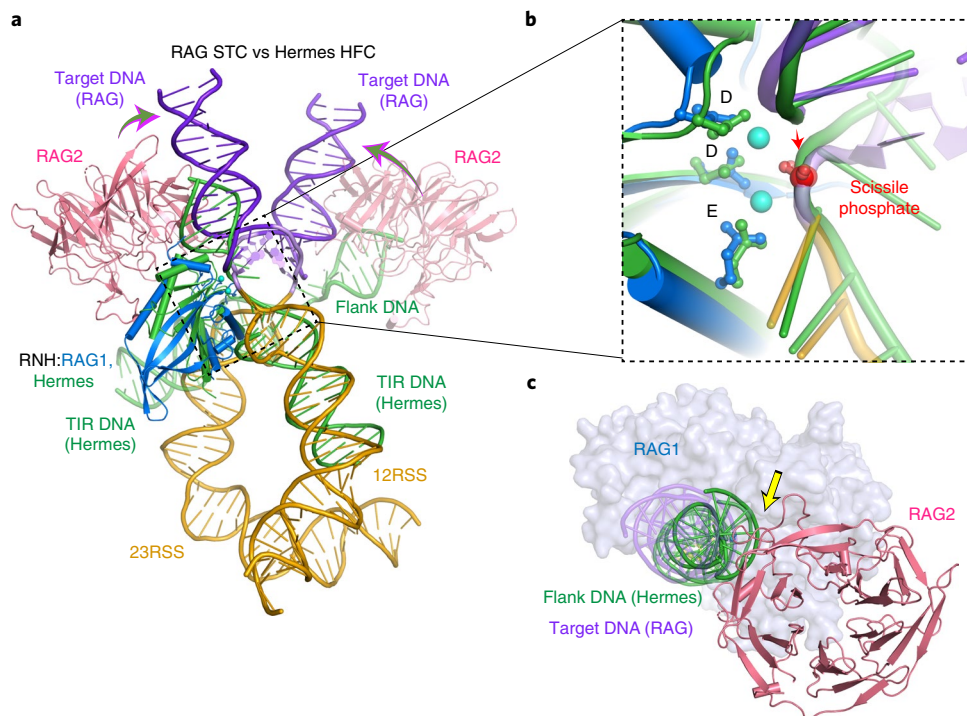 a
RAG STC vs Hermes HFC
Target DNA
(RAG)
Target DNA
(RAG)
RAG2
RAG2
Flank DNA
RNH:RAG1,
Hermes
TIR DNA
(Hermes)
TIR DNA
(Hermes)
12RSS
23RSS
b
D
D
E
Scissile
phosphate
c
RAG1
RAG2
Flank DNA (Hermes)
Target DNA (RAG)